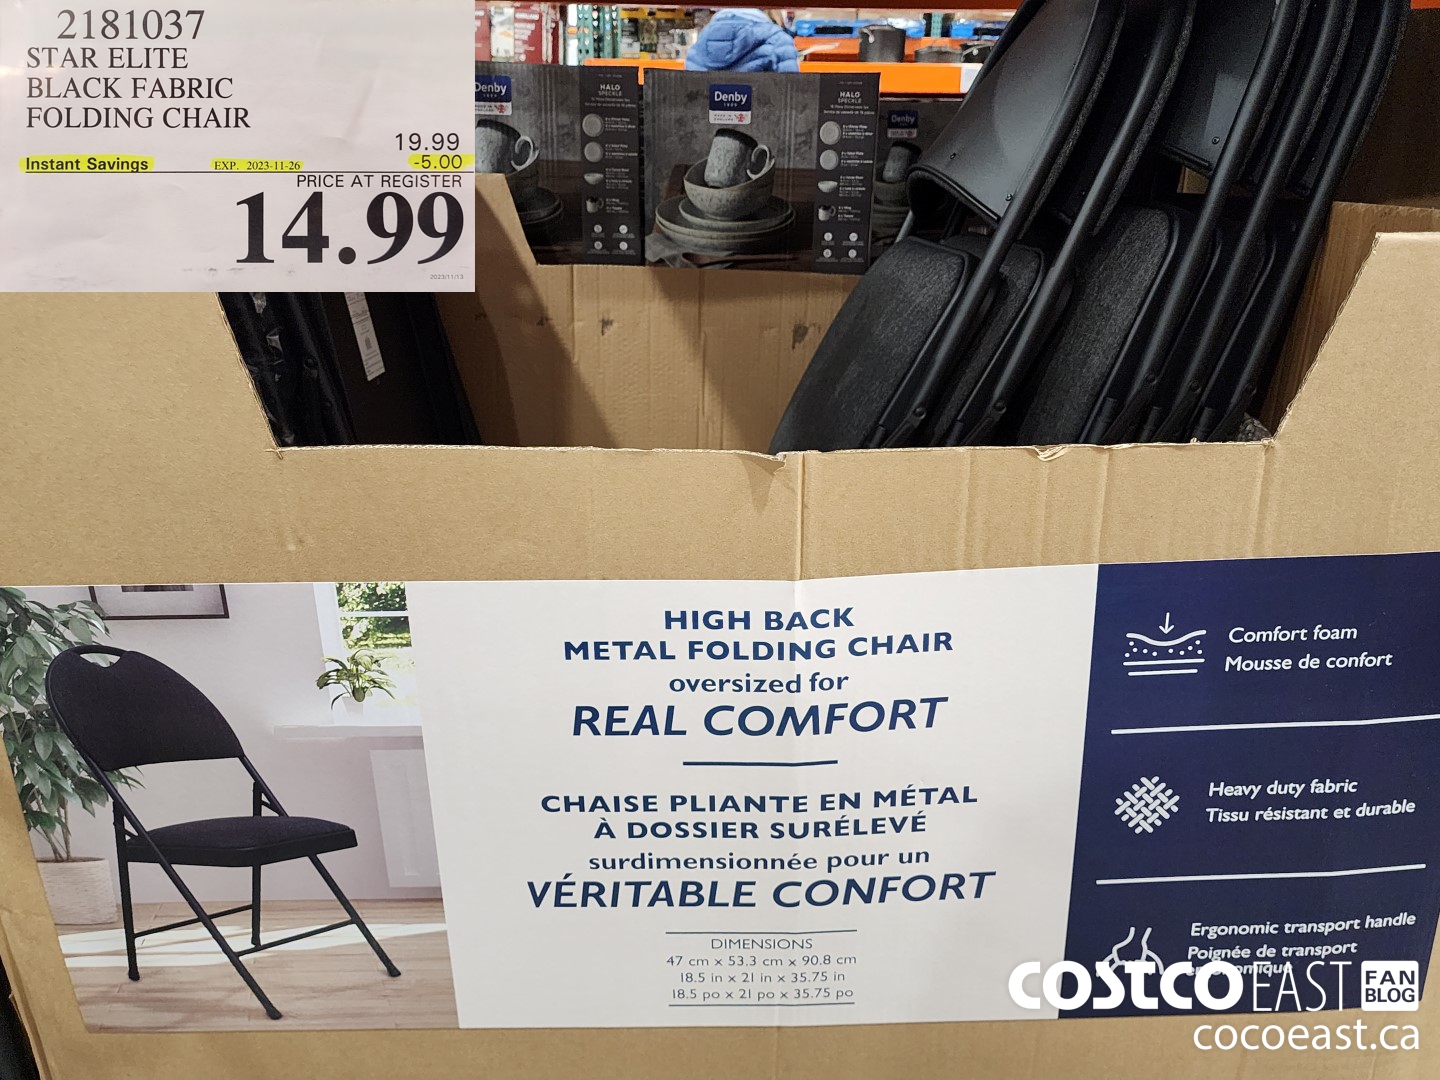 2181037
STAR ELITE
BLACK FABRIC
FOLDING CHAIR
19.99
Instant Savings EXP. 2023-11-26 -5.00
PRICE AT REGISTER
14.99
2023/11/13
Denby
HALO
SPECKLE
Denby
1809
MADE IN
ENGLAND
HALO
SPECKLE
Denby
HIGH BACK
METAL FOLDING CHAIR
oversized for
REAL COMFORT
CHAISE PLIANTE EN MÉTAL
À DOSSIER SURÉLEVÉ
surdimensionnée pour un
VÉRITABLE CONFORT
DIMENSIONS
47 cm x 53.3 cm x 90.8 cm
18.5 in x 21 in x 35.75 in
18.5 po x 21 po x 35.75 po
Comfort foam
Mousse de confort
Heavy duty fabric
Tissu résistant et durable
Ergonomic transport handle
Poignée de transport
COSTCO EAST FAN BLOG
cocoeast.ca